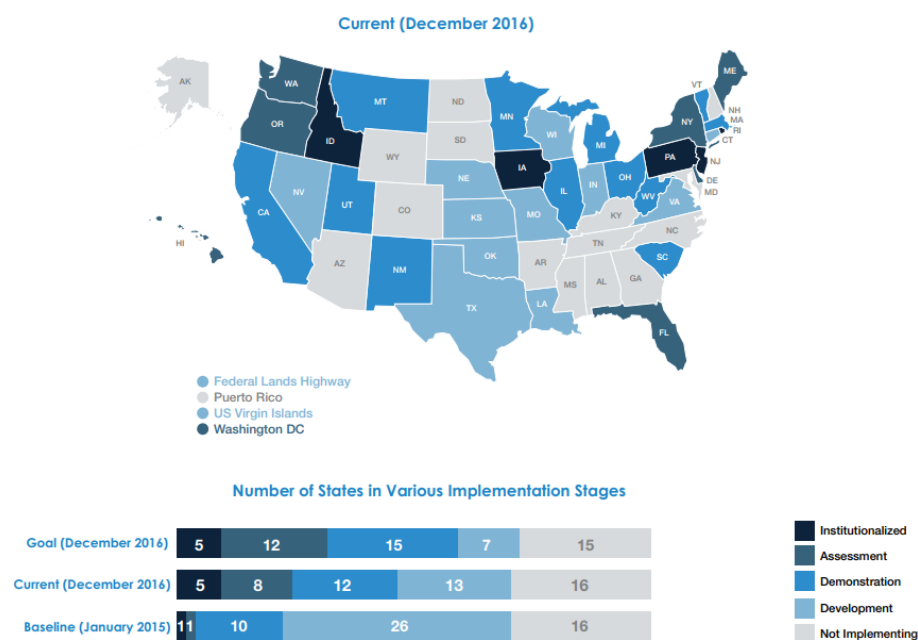 Current (December 2016)
AK
WA
OR
ID
MT
ND
SD
WY
NE
NV
UT
CA
CO
KS
AZ
NM
OK
TX
MN
WI
IA
IL
MO
AR
LA
MI
IN
OH
KY
TN
MS
AL
GA
FL
SC
NC
VA
WV
PA
NY
VT
ME
NH
MA
RI
CT
NJ
DE
MD
HI
Federal Lands Highway
Puerto Rico
US Virgin Islands
Washington DC
Number of States in Various Implementation Stages
Goal (December 2016) 5 12 15 7 15
Current (December 2016) 5 8 12 13 16
Baseline (January 2015) 1 1 10 26 16
Institutionalized
Assessment
Demonstration
Development
Not Implementing